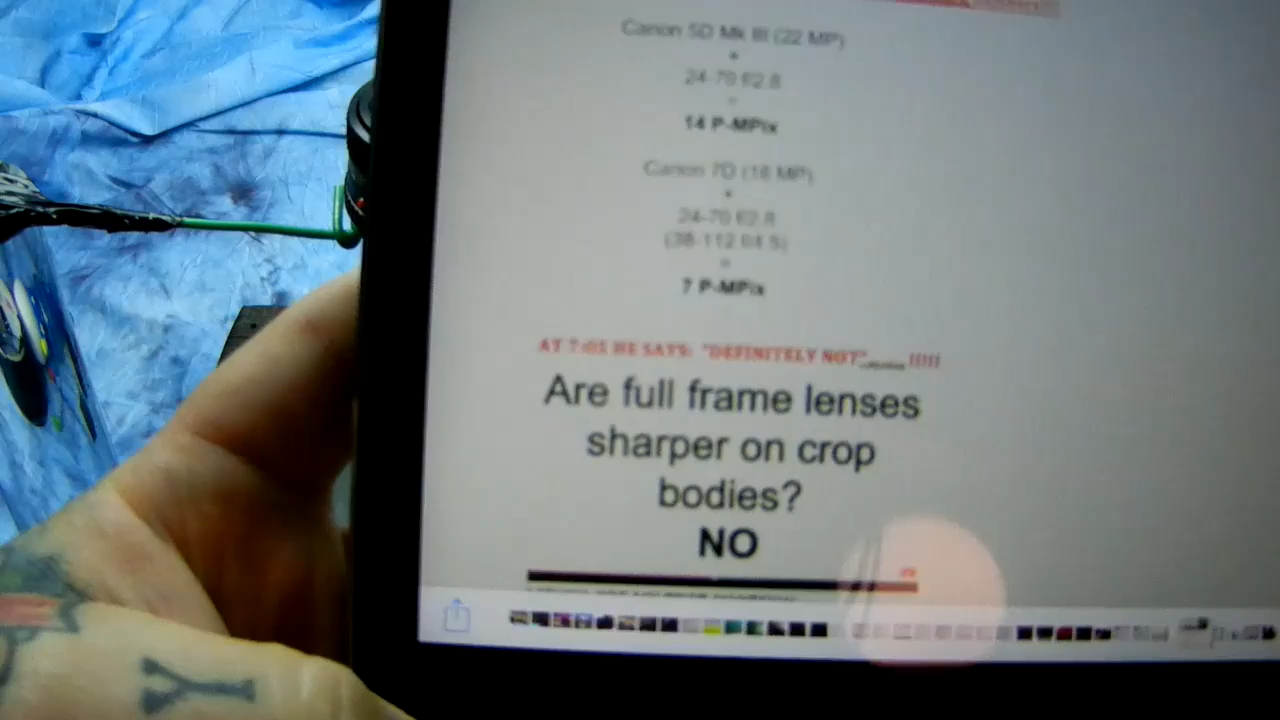 Canon 5D Mk III (22 MP)
+
24-70 f/2.8
=
14 P-MPix
Canon 7D (18 MP)
+
24-70 f/2.8
(38-112 f/4.5)
=
7 P-MPix
AT 7:02 HE SAYS: "DEFINITELY NOT" !!!!!
Are full frame lenses
sharper on crop
bodies?
NO
Y